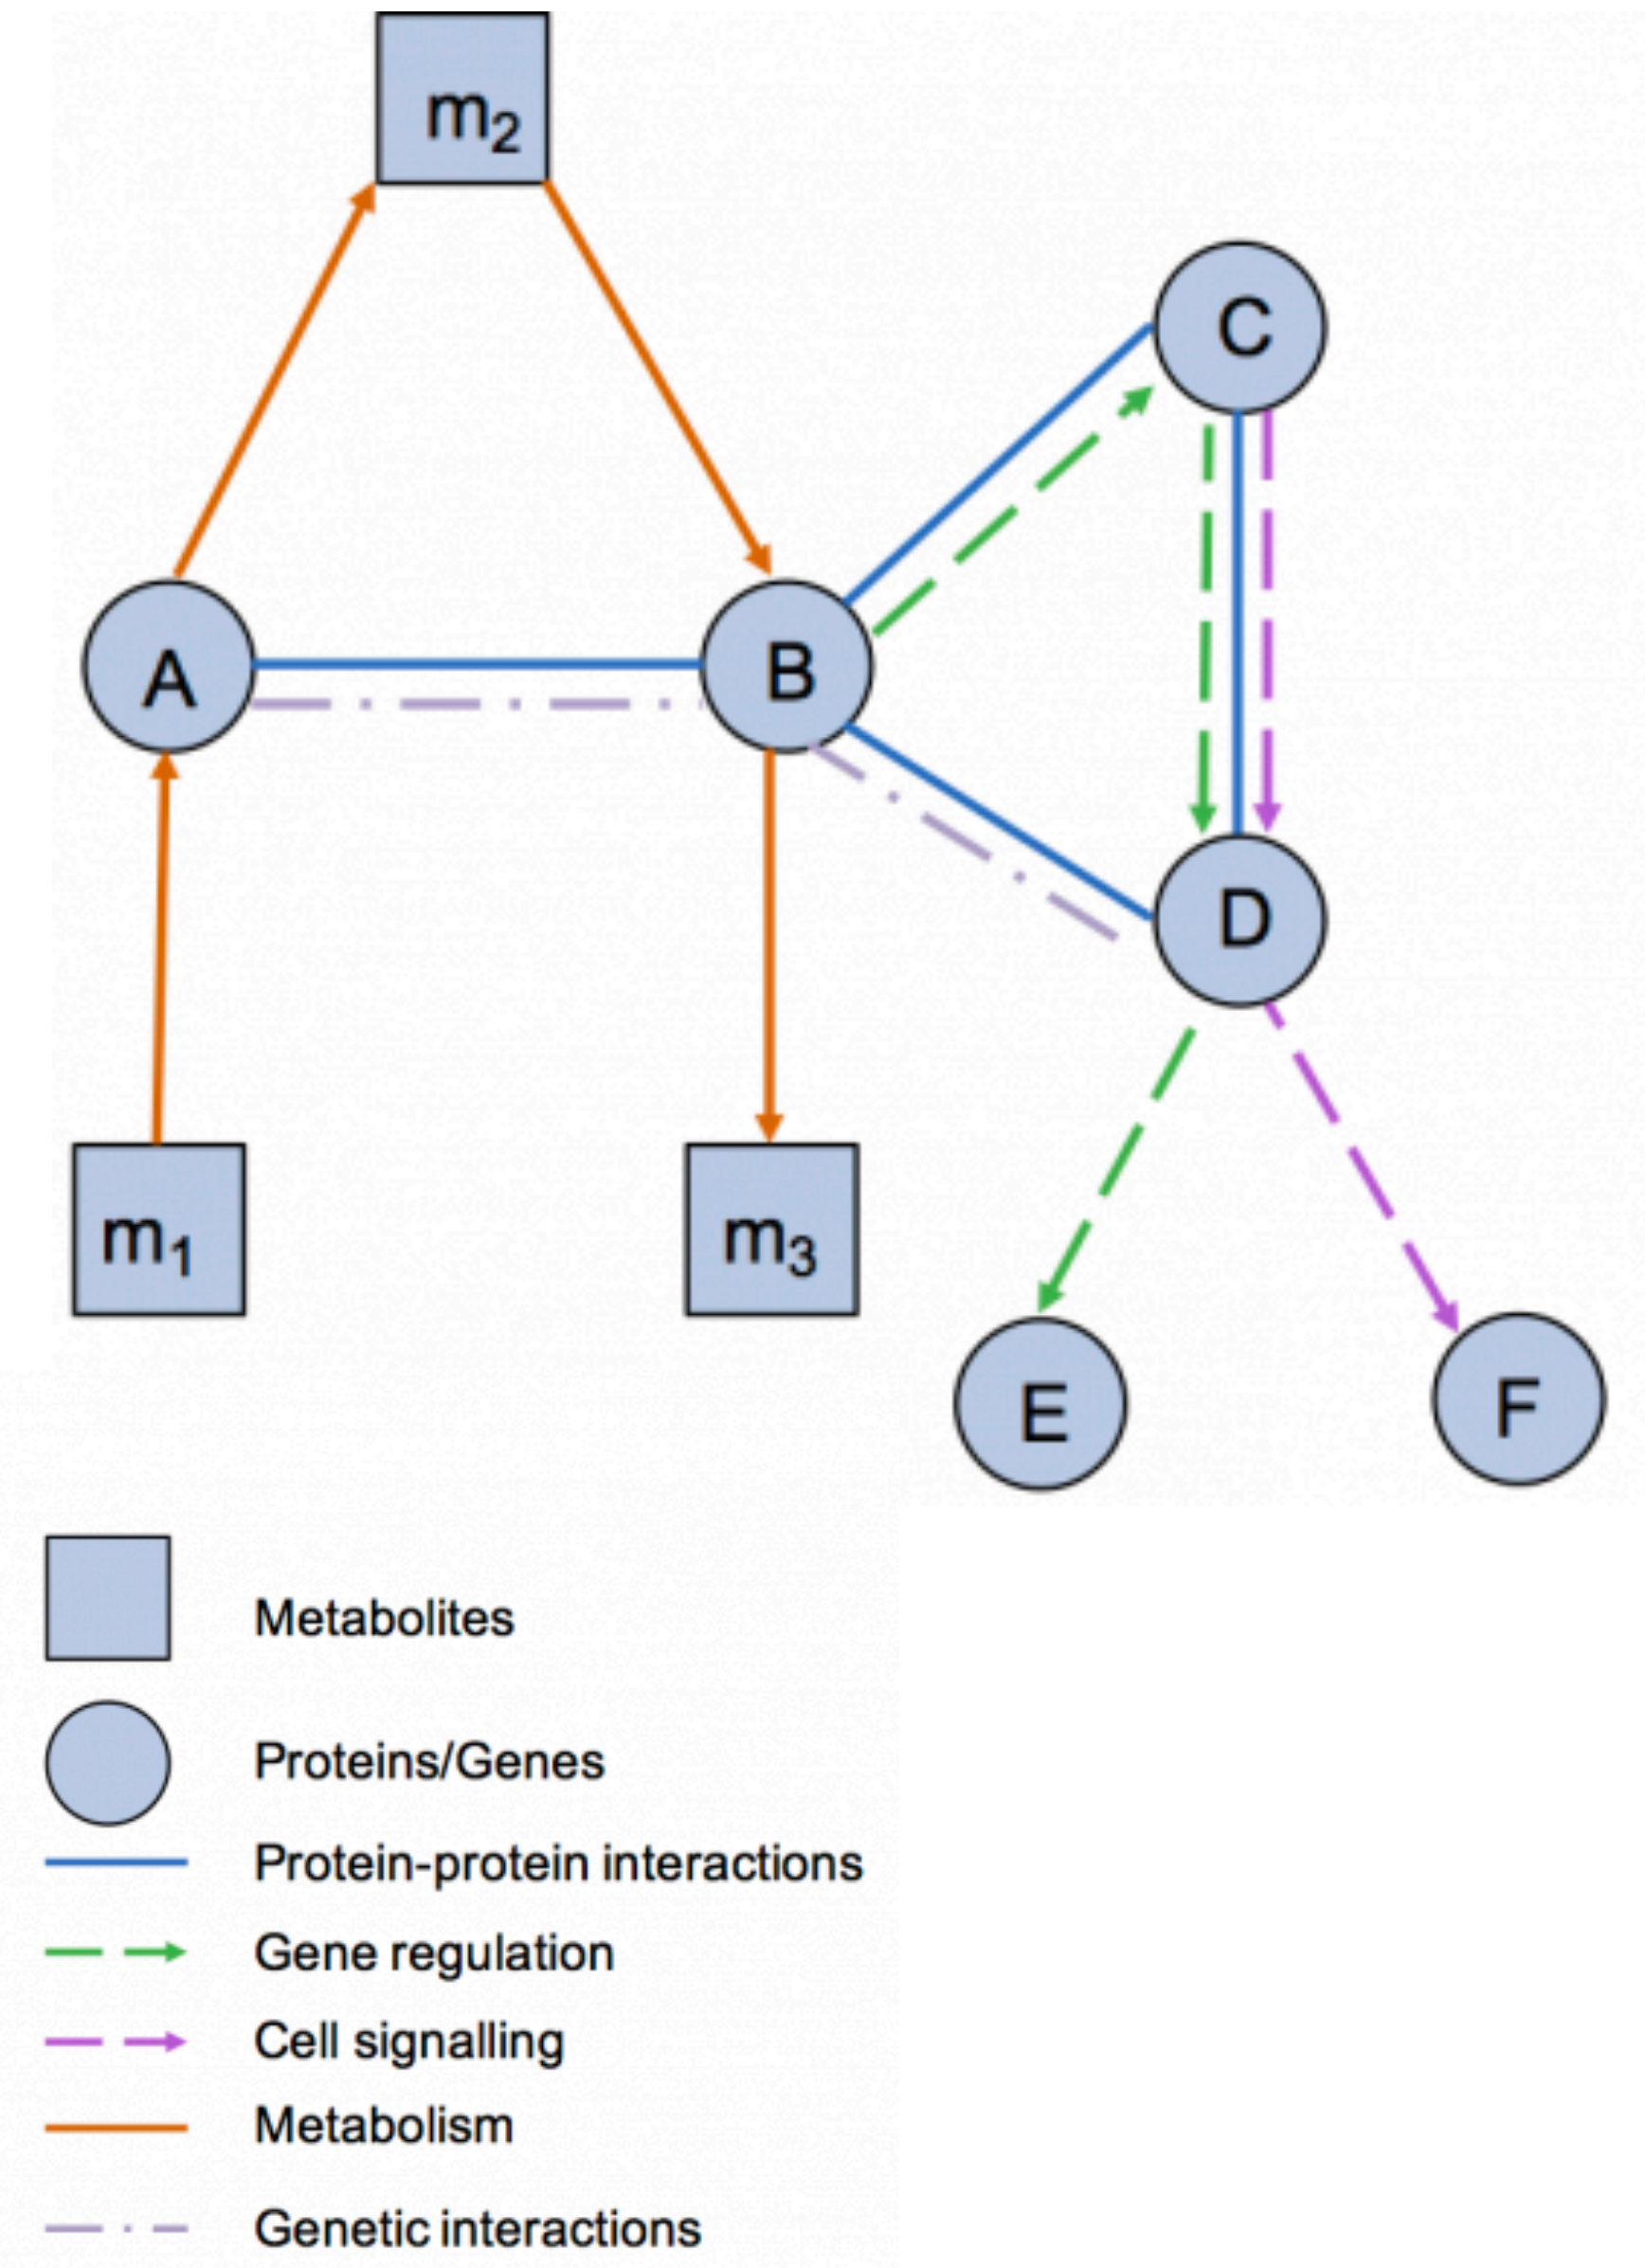 m₂
C
A
B
D
m₁
m₃
E
F
Metabolites
Proteins/Genes
Protein-protein interactions
Gene regulation
Cell signalling
Metabolism
Genetic interactions